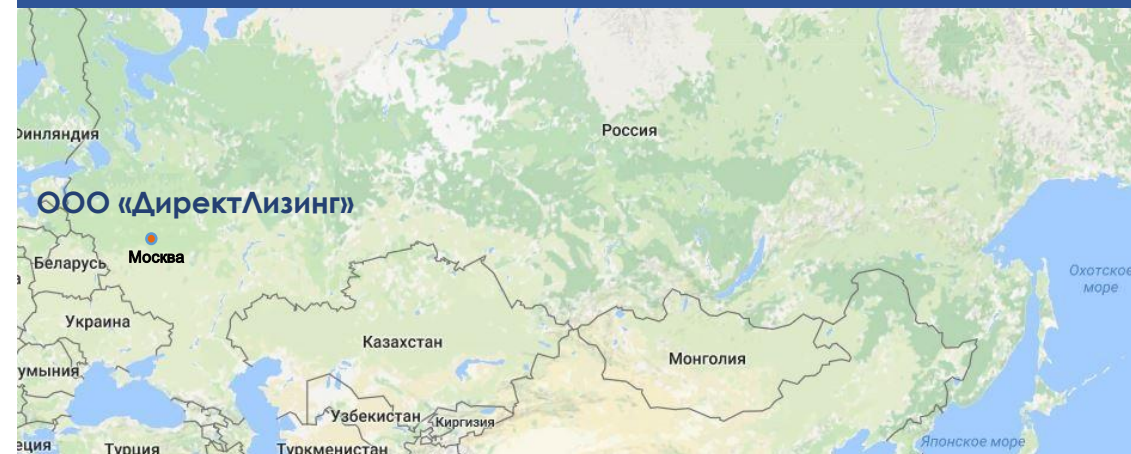 Россия
Финляндия
ООО «ДиректЛизинг»
Москва
Беларусь
Охотское
море
Украина
Казахстан
Монголия
умыния
Узбекистан
Киргизия
еция
Турция
Туркменистан
Японское море